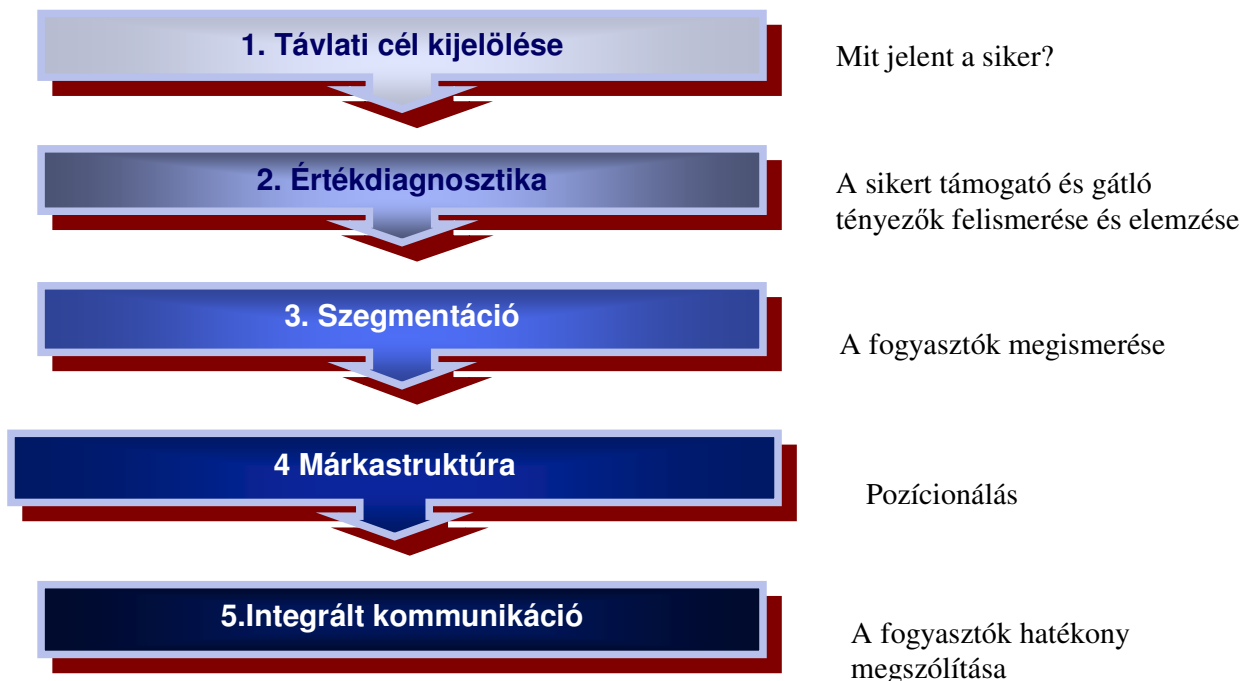 1. Távlati cél kijelölése
Mit jelent a siker?
2. Értékdiagnosztika
A sikert támogató és gátló
tényezők felismerése és elemzése
3. Szegmentáció
A fogyasztók megismerése
4 Márkastruktúra
Pozícionálás
5.Integrált kommunikáció
A fogyasztók hatékony
megszólítása